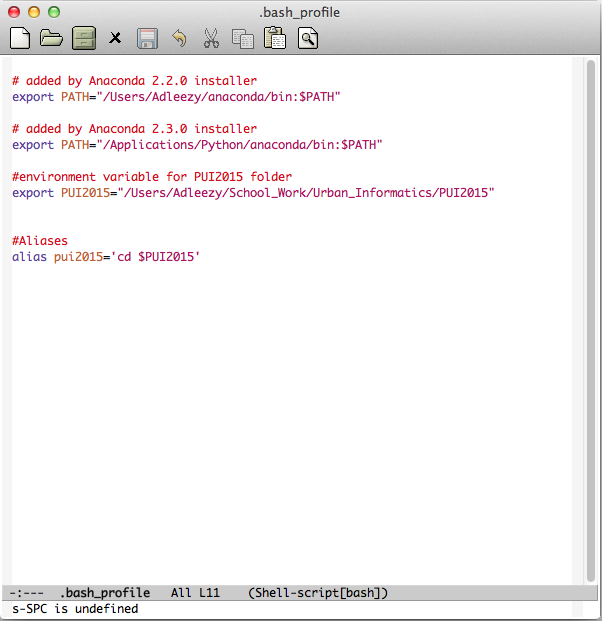 .bash_profile
# added by Anaconda 2.2.0 installer
export PATH="/Users/Adleezy/anaconda/bin:$PATH"
# added by Anaconda 2.3.0 installer
export PATH="/Applications/Python/anaconda/bin:$PATH"
#environment variable for PUI2015 folder
export PUI2015="/Users/Adleezy/School_Work/Urban_Informatics/PUI2015"
#Aliases
alias pui2015='cd $PUI2015'
-:--- .bash_profile All L11 (Shell-script[bash])
s-SPC is undefined